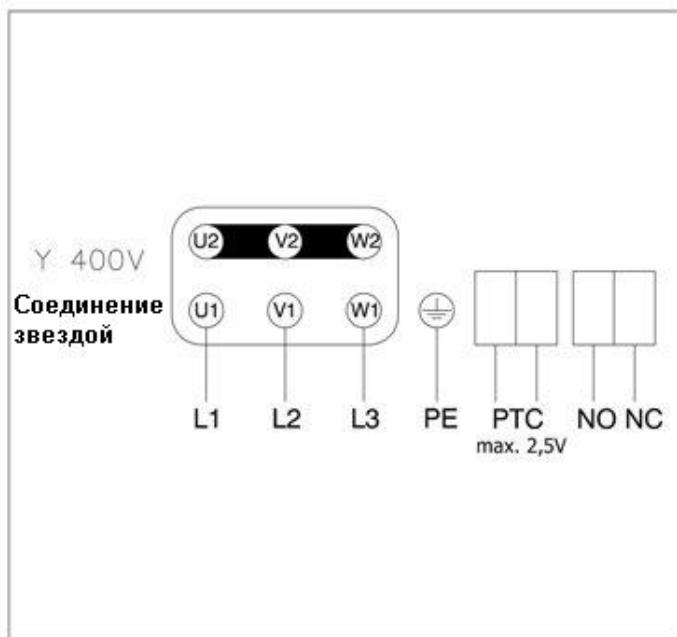 U2 V2 W2
Y 400V
Соединение
звездой
U1 V1 W1
L1 L2 L3 PE PTC NO NC
max. 2,5V